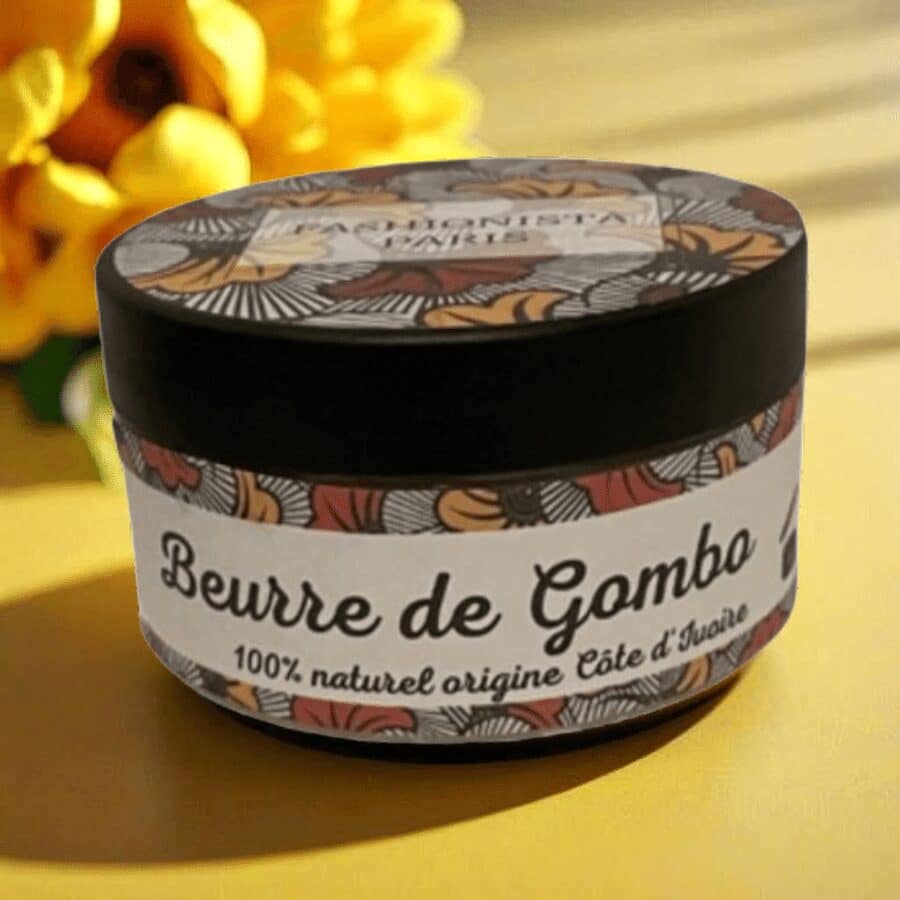 FASHIONISTA
PARIS
Beurre de Gombo
100% naturel origine Côte d'Ivoire